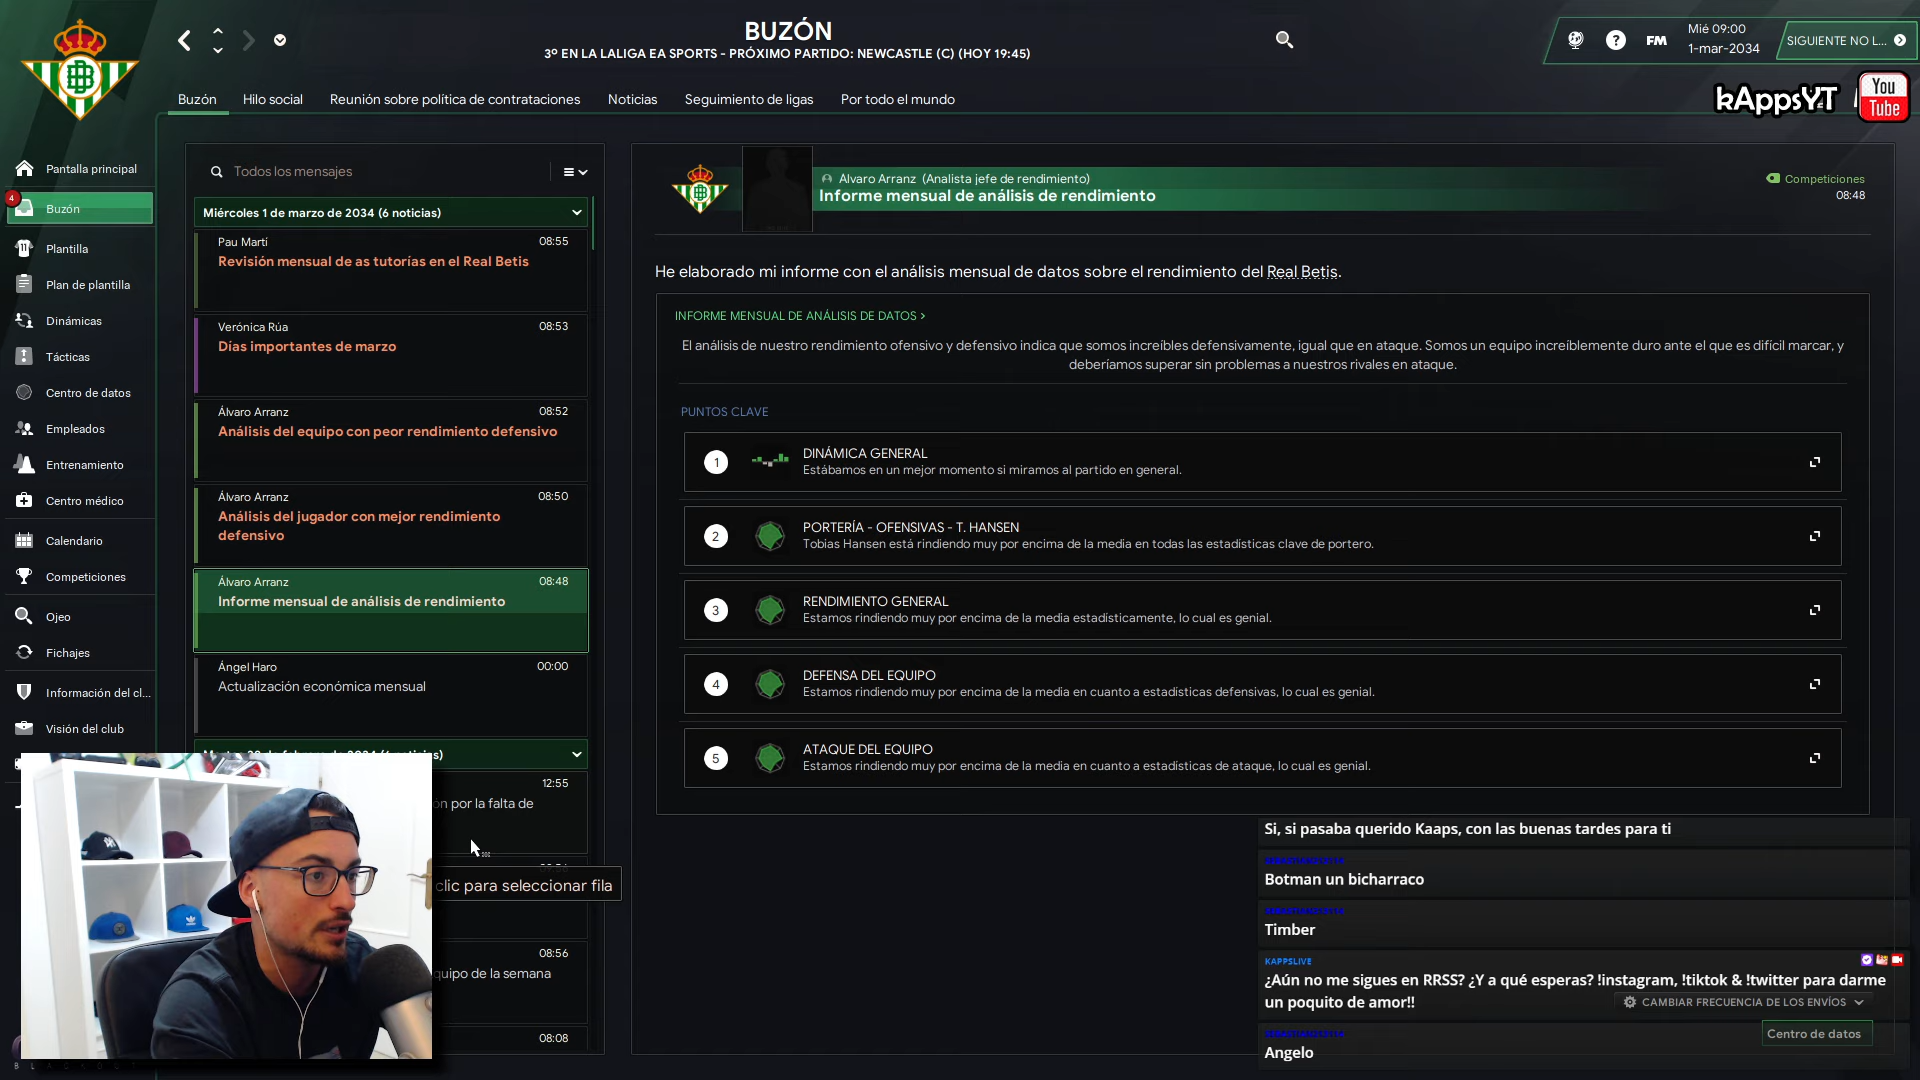 BUZÓN
3º EN LA LALIGA EA SPORTS - PRÓXIMO PARTIDO: NEWCASTLE (C) (HOY 19:45)
FM
Mié 09:00
1-mar-2034
SIGUIENTE NO L...
kAppsYT
You
Tube
Buzón
Hilo social
Reunión sobre política de contrataciones
Noticias
Seguimiento de ligas
Por todo el mundo
Pantalla principal
4
Buzón
Plantilla
Plan de plantilla
Dinámicas
Tácticas
Centro de datos
Empleados
Entrenamiento
Centro médico
Calendario
Competiciones
Ojeo
Fichajes
Información del cl...
Visión del club
Todos los mensajes
Miércoles 1 de marzo de 2034 (6 noticias)
Pau Martí 08:55
Revisión mensual de as tutorías en el Real Betis
Verónica Rúa 08:53
Días importantes de marzo
Álvaro Arranz 08:52
Análisis del equipo con peor rendimiento defensivo
Álvaro Arranz 08:50
Análisis del jugador con mejor rendimiento
defensivo
Álvaro Arranz 08:48
Informe mensual de análisis de rendimiento
Ángel Haro 00:00
Actualización económica mensual
12:55
por la falta de
clic para seleccionar fila
08:56
equipo de la semana
08:08
Álvaro Arranz (Analista jefe de rendimiento)
Informe mensual de análisis de rendimiento
Competiciones
08:48
He elaborado mi informe con el análisis mensual de datos sobre el rendimiento del Real Betis.
INFORME MENSUAL DE ANÁLISIS DE DATOS >
El análisis de nuestro rendimiento ofensivo y defensivo indica que somos increíbles defensivamente, igual que en ataque. Somos un equipo increíblemente duro ante el que es difícil marcar, y
deberíamos superar sin problemas a nuestros rivales en ataque.
PUNTOS CLAVE
1 DINÁMICA GENERAL
Estábamos en un mejor momento si miramos al partido en general.
2 PORTERÍA - OFENSIVAS - T. HANSEN
Tobias Hansen está rindiendo muy por encima de la media en todas las estadísticas clave de portero.
3 RENDIMIENTO GENERAL
Estamos rindiendo muy por encima de la media estadísticamente, lo cual es genial.
4 DEFENSA DEL EQUIPO
Estamos rindiendo muy por encima de la media en cuanto a estadísticas defensivas, lo cual es genial.
5 ATAQUE DEL EQUIPO
Estamos rindiendo muy por encima de la media en cuanto a estadísticas de ataque, lo cual es genial.
Si, si pasaba querido Kaaps, con las buenas tardes para ti
Botman un bicharraco
Timber
KAPPSLIVE
¿Aún no me sigues en RRSS? ¿Y a qué esperas? !instagram, !tiktok & !twitter para darme
un poquito de amor!!
CAMBIAR FRECUENCIA DE LOS ENVÍOS
Centro de datos
Angelo